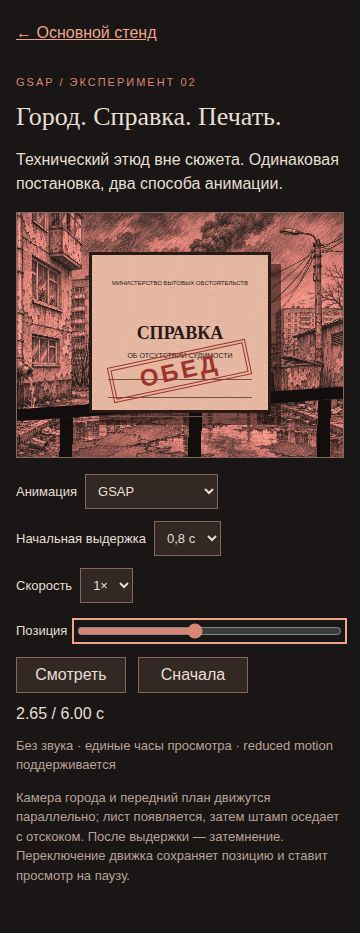 ← Основной стенд
GSAP / ЭКСПЕРИМЕНТ 02
Город. Справка. Печать.
Технический этюд вне сюжета. Одинаковая
постановка, два способа анимации.
МИНИСТЕРСТВО БЫТОВЫХ ОБСТОЯТЕЛЬСТВ
СПРАВКА
ОБ ОТСУТСТВИИ СУДИМОСТИ
ОБЕД
Анимация GSAP
Начальная выдержка 0,8 с
Скорость 1×
Позиция
Смотреть Сначала
2.65 / 6.00 с
Без звука · единые часы просмотра · reduced motion
поддерживается
Камера города и передний план движутся
параллельно; лист появляется, затем штамп оседает
с отскоком. После выдержки — затемнение.
Переключение движка сохраняет позицию и ставит
просмотр на паузу.